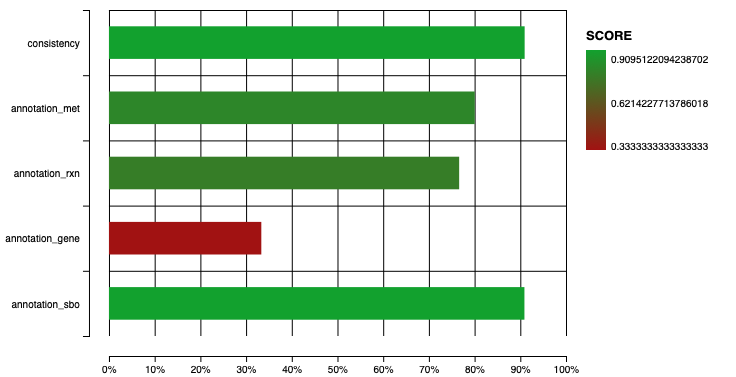 consistency
annotation_met
annotation_rxn
annotation_gene
annotation_sbo
0% 10% 20% 30% 40% 50% 60% 70% 80% 90% 100%
SCORE
0.9095122094238702
0.6214227713786018
0.3333333333333333